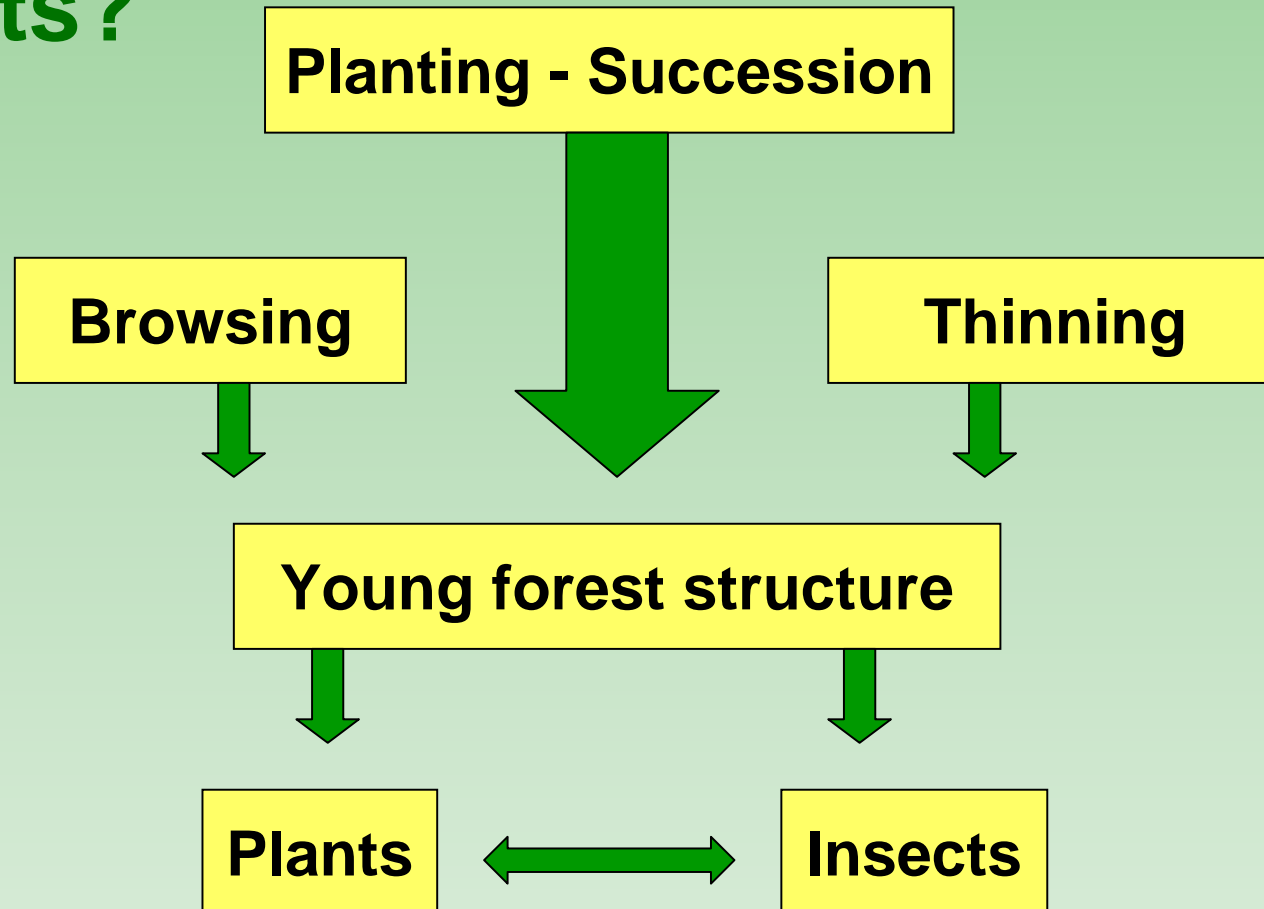 ts?
Planting - Succession
Browsing
Thinning
Young forest structure
Plants
Insects